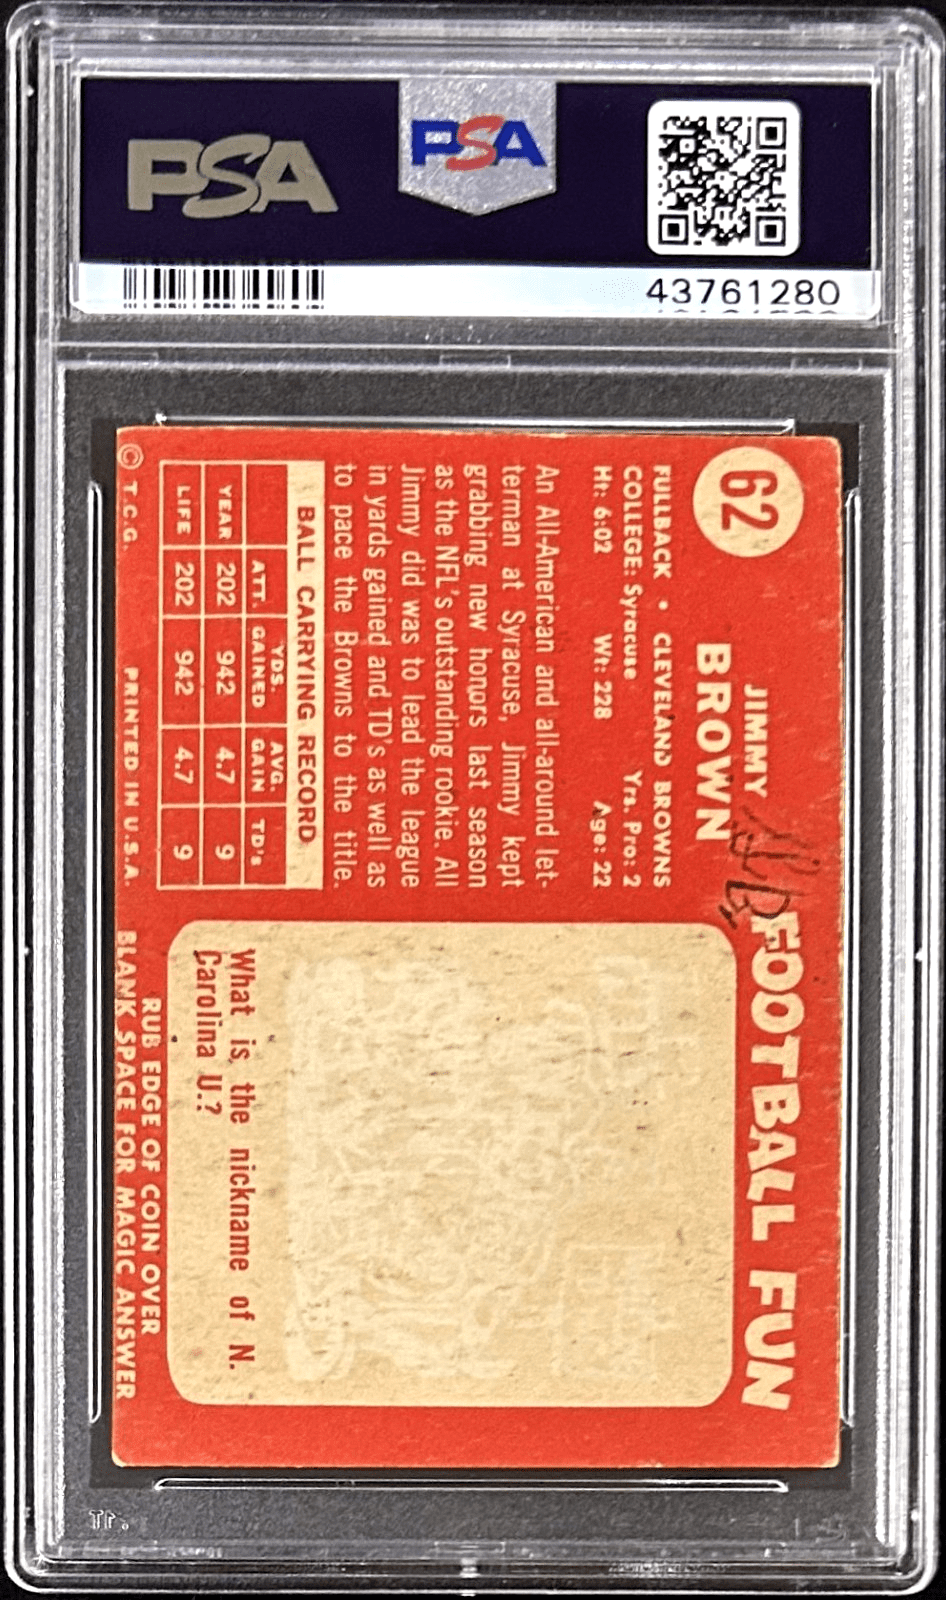 PSA
PSA
43761280
62
JIMMY
BROWN
FULLBACK • CLEVELAND BROWNS
COLLEGE: Syracuse Yrs. Pro: 2
Ht: 6:02 Wt: 228 Age: 22
An All-American and all-around let-
terman at Syracuse, Jimmy kept
grabbing new honors last season
as the NFL's outstanding rookie. All
Jimmy did was to lead the league
in yards gained and TD's as well as
to pace the Browns to the title.
BALL CARRYING RECORD
ATT. YDS. GAINED AVG. GAIN TD's
YEAR 202 942 4.7 9
LIFE 202 942 4.7 9
© T.C.G. PRINTED IN U.S.A.
FOOTBALL FUN
What is the nickname of N.
Carolina U.?
RUB EDGE OF COIN OVER
BLANK SPACE FOR MAGIC ANSWER